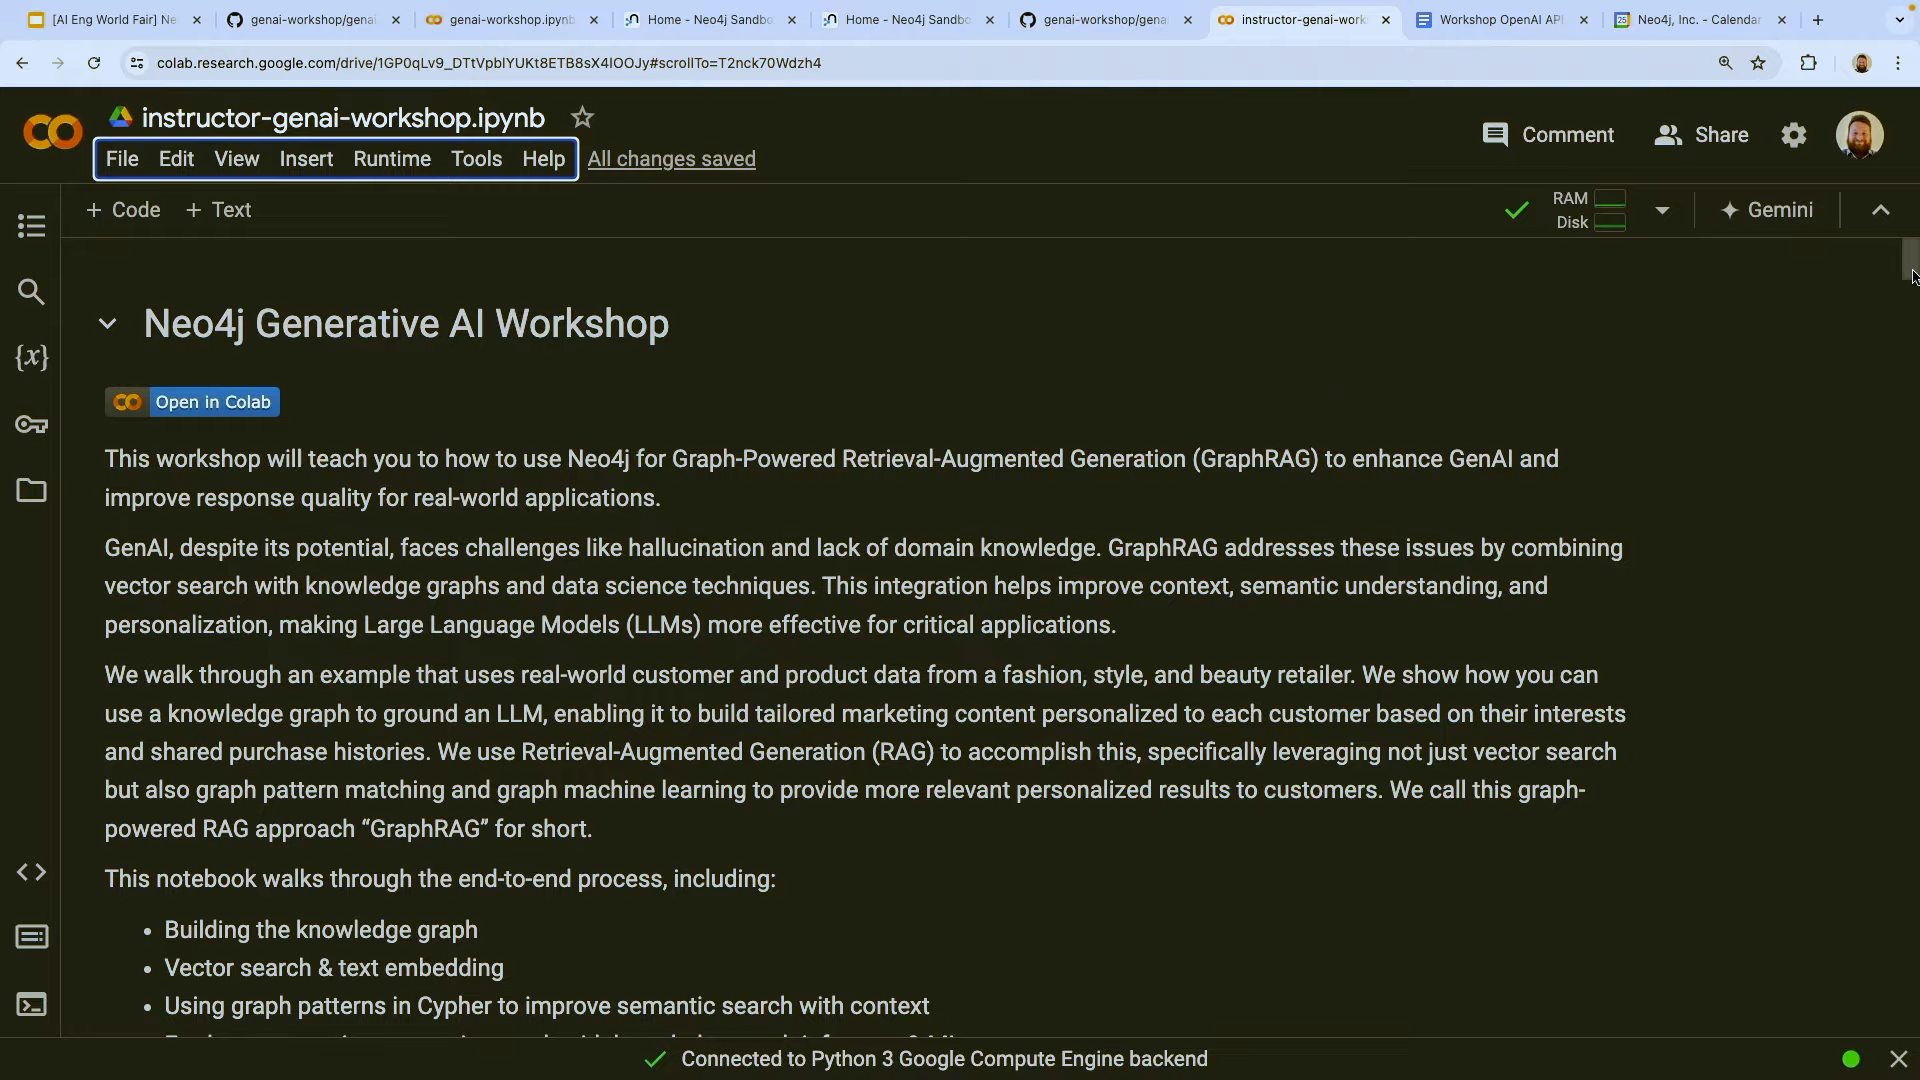 [AI Eng World Fair] Ne
genai-workshop/genai
genai-workshop.ipynb
Home - Neo4j Sandbo
Home - Neo4j Sandbo
genai-workshop/genai
instructor-genai-work
Workshop OpenAI API
Neo4j, Inc. - Calendar
colab.research.google.com/drive/1GP0qLv9_DTtVpblYUKt8ETB8sX4IOOJy#scrollTo=T2nck70Wdzh4
instructor-genai-workshop.ipynb
File Edit View Insert Runtime Tools Help All changes saved
Comment Share
+ Code + Text
RAM
Disk
Gemini
{x}
Neo4j Generative AI Workshop
Open in Colab
This workshop will teach you to how to use Neo4j for Graph-Powered Retrieval-Augmented Generation (GraphRAG) to enhance GenAI and
improve response quality for real-world applications.
GenAI, despite its potential, faces challenges like hallucination and lack of domain knowledge. GraphRAG addresses these issues by combining
vector search with knowledge graphs and data science techniques. This integration helps improve context, semantic understanding, and
personalization, making Large Language Models (LLMs) more effective for critical applications.
We walk through an example that uses real-world customer and product data from a fashion, style, and beauty retailer. We show how you can
use a knowledge graph to ground an LLM, enabling it to build tailored marketing content personalized to each customer based on their interests
and shared purchase histories. We use Retrieval-Augmented Generation (RAG) to accomplish this, specifically leveraging not just vector search
but also graph pattern matching and graph machine learning to provide more relevant personalized results to customers. We call this graph-
powered RAG approach “GraphRAG” for short.
This notebook walks through the end-to-end process, including:
• Building the knowledge graph
• Vector search & text embedding
• Using graph patterns in Cypher to improve semantic search with context
Connected to Python 3 Google Compute Engine backend